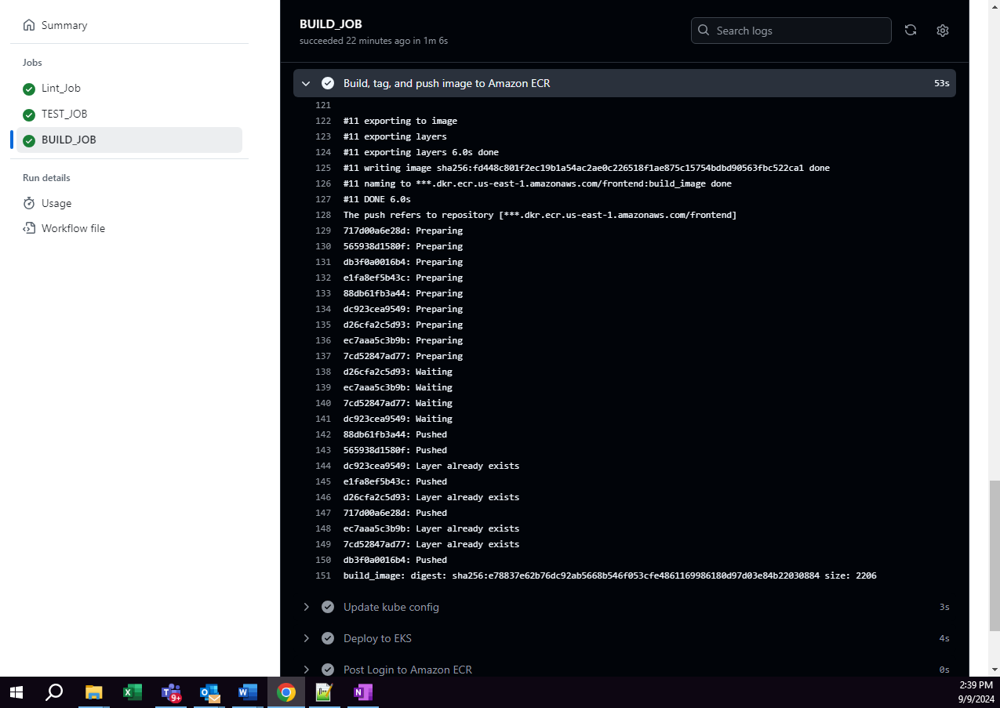 Summary
Jobs
Lint_Job
TEST_JOB
BUILD_JOB
Run details
Usage
Workflow file
BUILD_JOB
succeeded 22 minutes ago in 1m 6s
Search logs
Build, tag, and push image to Amazon ECR 53s
121
122 #11 exporting to image
123 #11 exporting layers
124 #11 exporting layers 6.0s done
125 #11 writing image sha256:fd448c801f2ec19b1a54ac2ae0c226518f1ae875c15754bdbd90563fbc522ca1 done
126 #11 naming to ***.dkr.ecr.us-east-1.amazonaws.com/frontend:build_image done
127 #11 DONE 6.0s
128 The push refers to repository [***.dkr.ecr.us-east-1.amazonaws.com/frontend]
129 717d00a6e28d: Preparing
130 565938d1580f: Preparing
131 db3f0a0016b4: Preparing
132 e1fa8ef5b43c: Preparing
133 88db61fb3a44: Preparing
134 dc923cea9549: Preparing
135 d26cfa2c5d93: Preparing
136 ec7aaa5c3b9b: Preparing
137 7cd52847ad77: Preparing
138 d26cfa2c5d93: Waiting
139 ec7aaa5c3b9b: Waiting
140 7cd52847ad77: Waiting
141 dc923cea9549: Waiting
142 88db61fb3a44: Pushed
143 565938d1580f: Pushed
144 dc923cea9549: Layer already exists
145 e1fa8ef5b43c: Pushed
146 d26cfa2c5d93: Layer already exists
147 717d00a6e28d: Pushed
148 ec7aaa5c3b9b: Layer already exists
149 7cd52847ad77: Layer already exists
150 db3f0a0016b4: Pushed
151 build_image: digest: sha256:e78837e62b76dc92ab5668b546f053cfe4861169986180d97d03e84b22030884 size: 2206
Update kube config 3s
Deploy to EKS 4s
Post Login to Amazon ECR 0s
9+
2:39 PM
9/9/2024